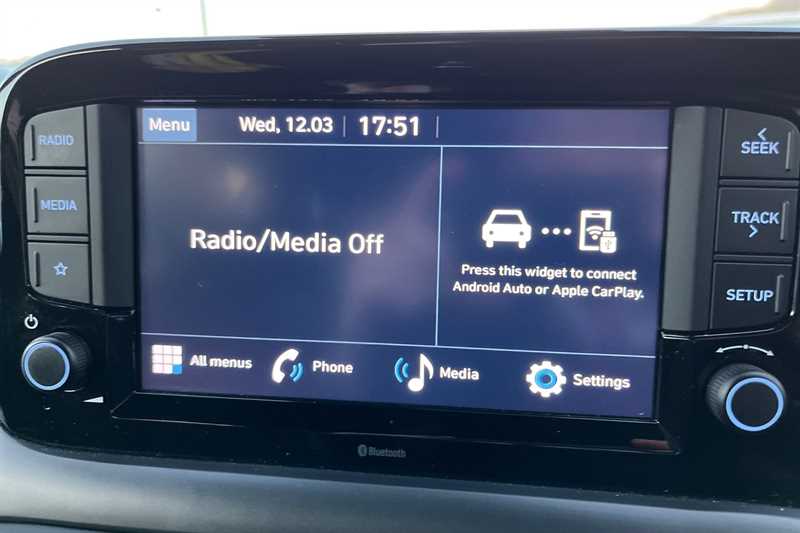 Menu
Wed, 12.03
17:51
RADIO
MEDIA
SEEK
TRACK
SETUP
Radio/Media Off
Press this widget to connect
Android Auto or Apple CarPlay.
All menus
Phone
Media
Settings
Bluetooth